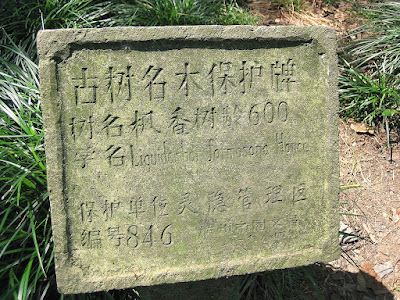 古树名木保护牌
树名枫香树龄600
学名Liquidambar formosana Hance
保护单位灵隐管理区
编号846